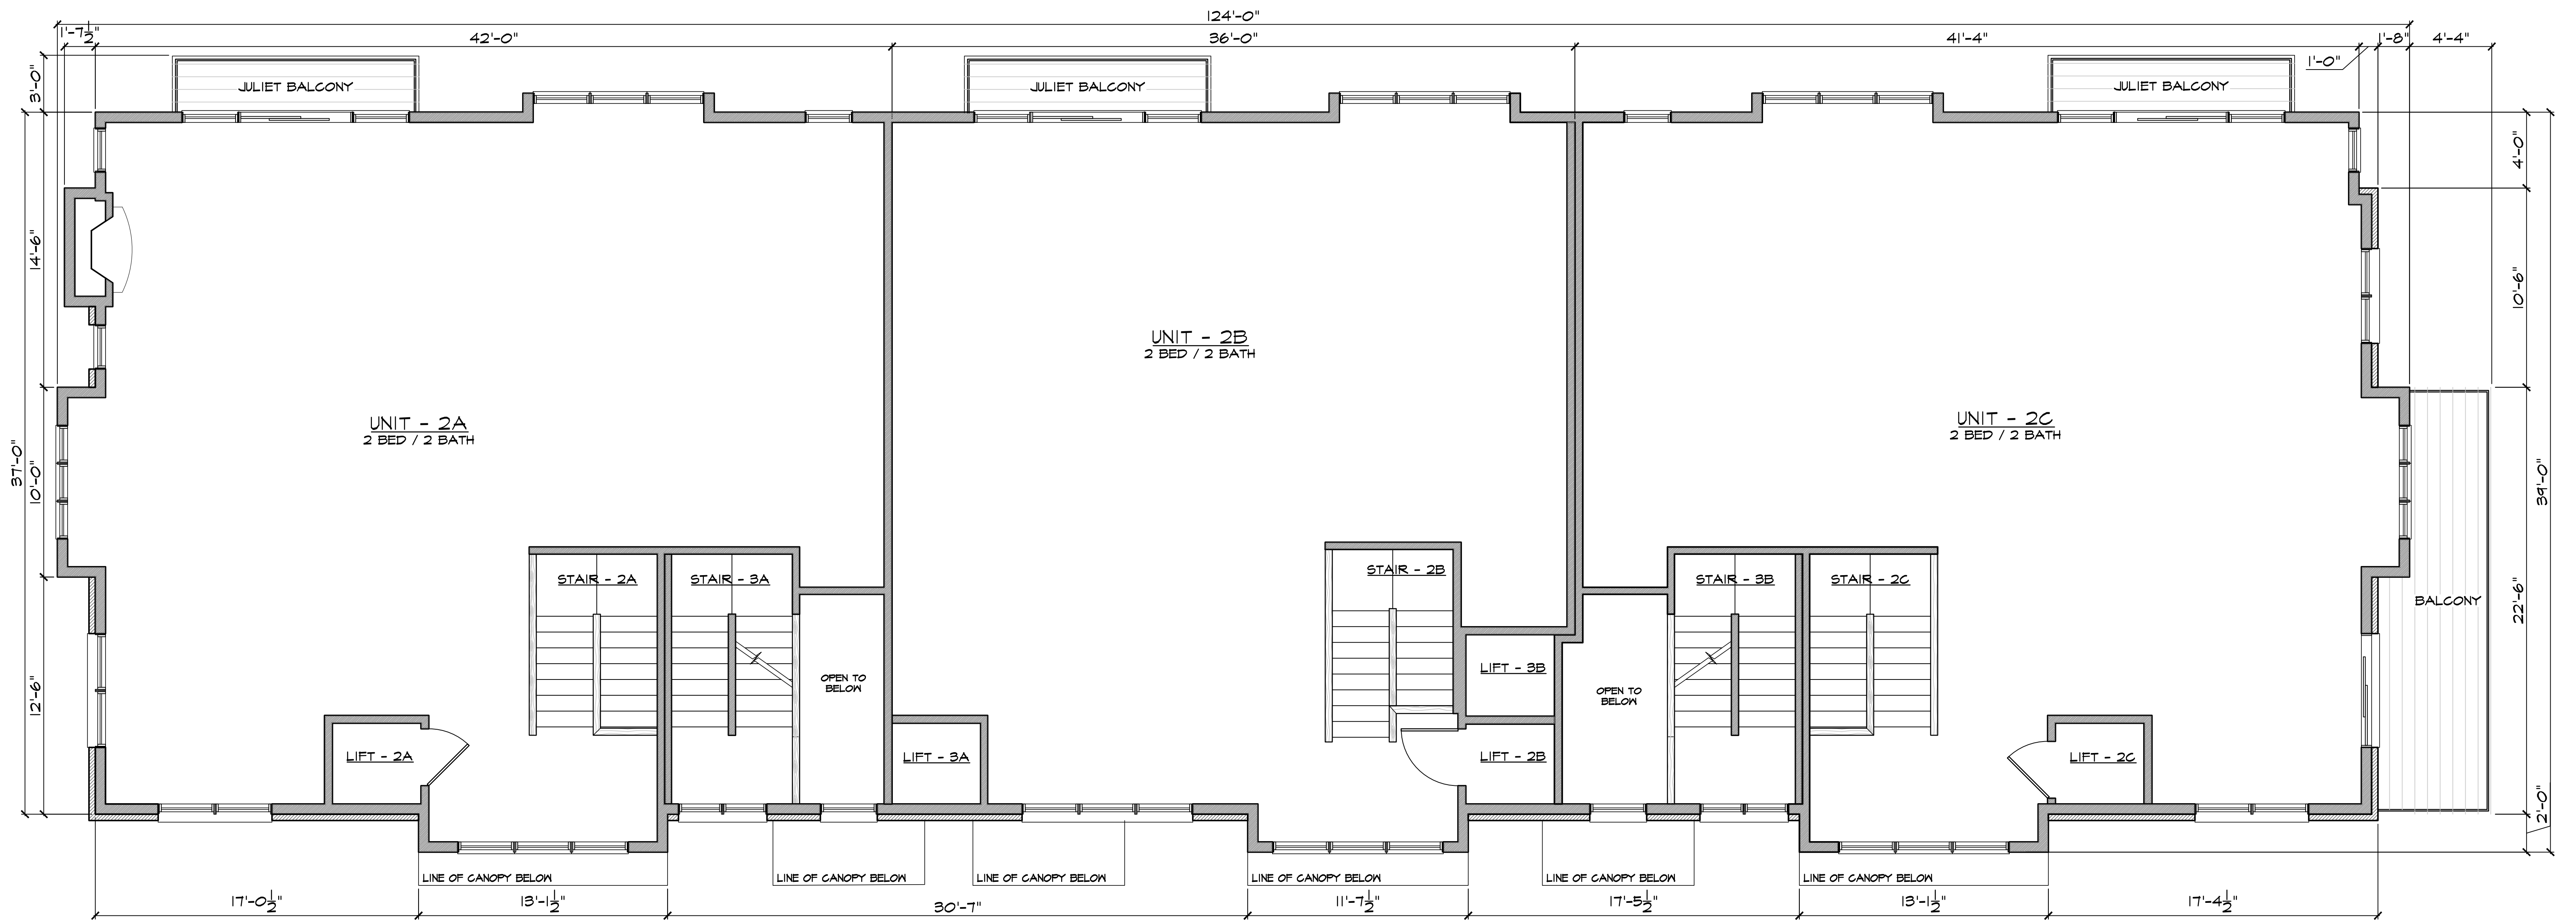 124'-0"
1'-7½"
42'-0"
36'-0"
41'-4"
1'-8"
4'-4"
1'-0"
3'-0"
JULIET BALCONY
JULIET BALCONY
JULIET BALCONY
4'-0"
14'-6"
10'-6"
UNIT - 2B
2 BED / 2 BATH
UNIT - 2A
2 BED / 2 BATH
UNIT - 2C
2 BED / 2 BATH
37'-0"
10'-0"
39'-0"
STAIR - 2A
STAIR - 3A
STAIR - 2B
STAIR - 3B
STAIR - 2C
22'-6"
BALCONY
12'-6"
OPEN TO
BELOW
LIFT - 3B
OPEN TO
BELOW
LIFT - 2A
LIFT - 3A
LIFT - 2B
LIFT - 2C
2'-0"
LINE OF CANOPY BELOW
LINE OF CANOPY BELOW
LINE OF CANOPY BELOW
LINE OF CANOPY BELOW
LINE OF CANOPY BELOW
LINE OF CANOPY BELOW
17'-0½"
13'-1½"
30'-7"
11'-7½"
17'-5½"
13'-1½"
17'-4½"